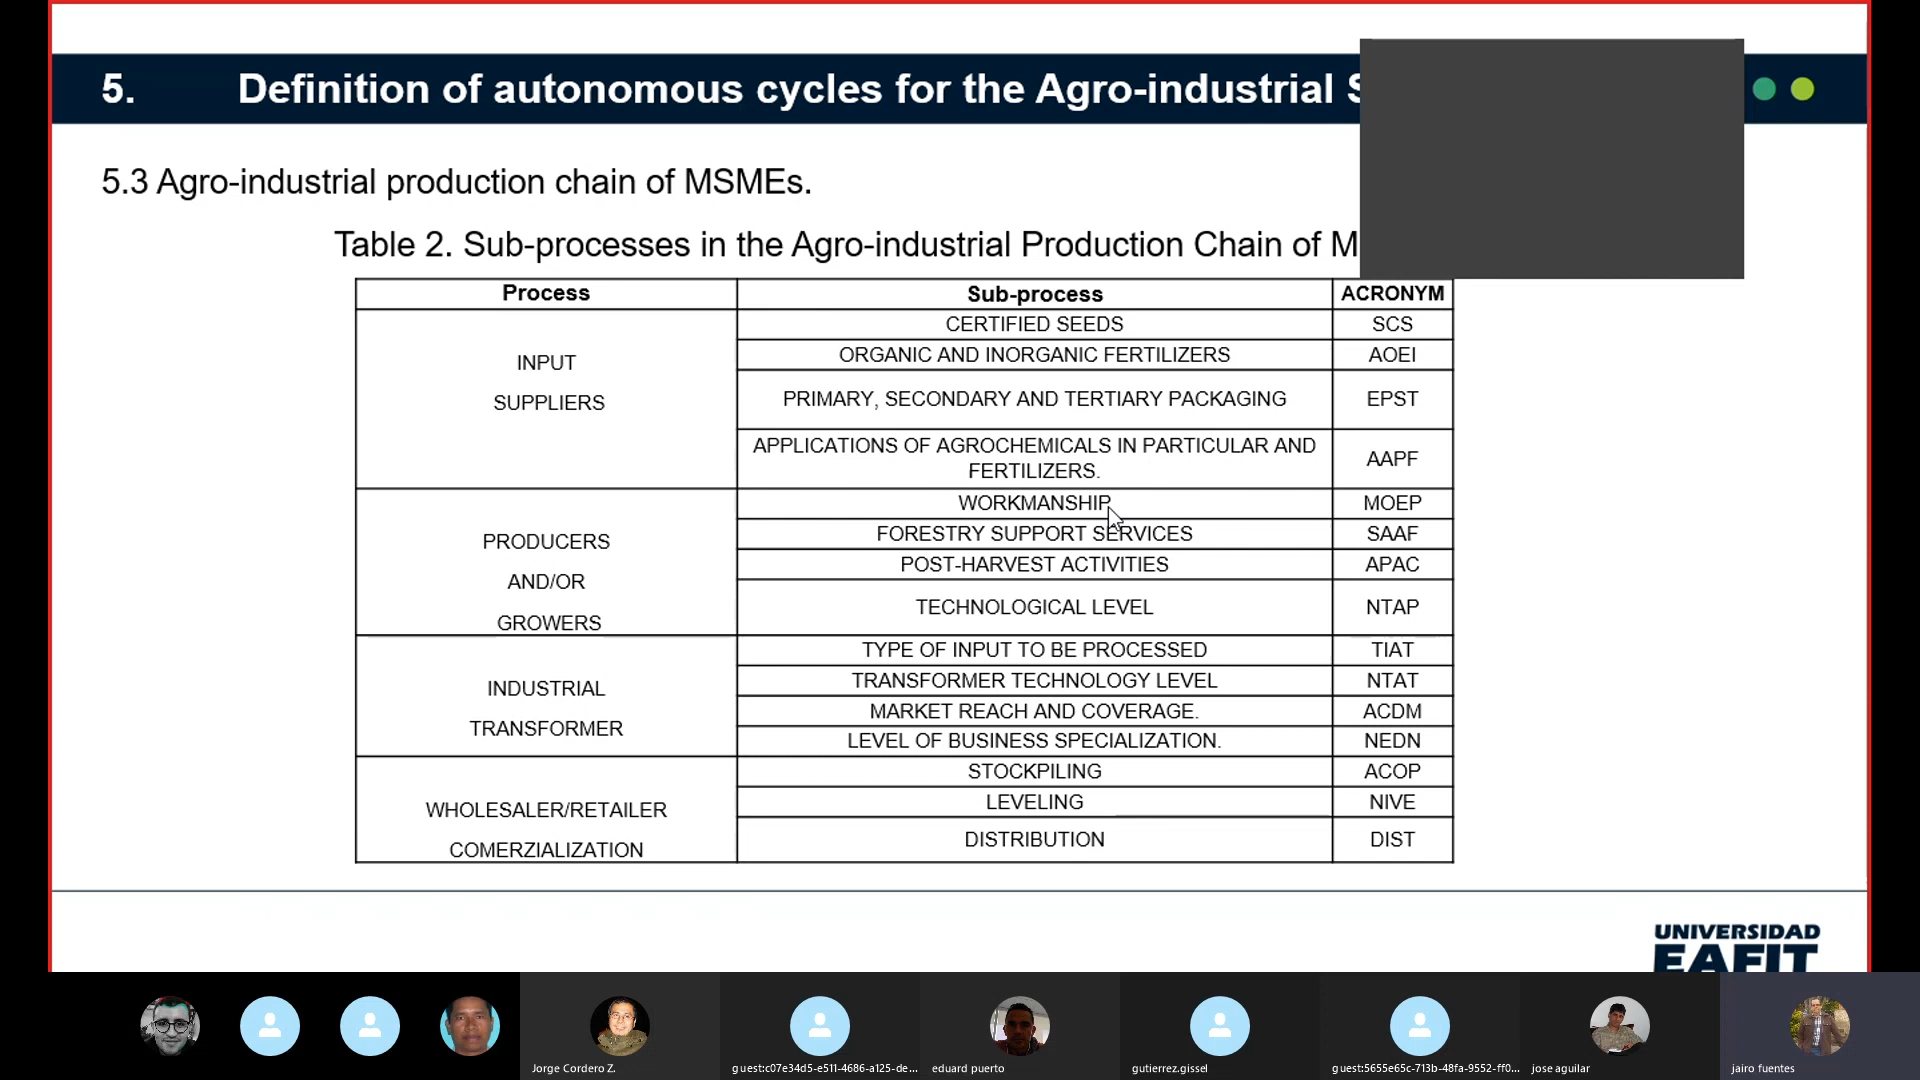 5. Definition of autonomous cycles for the Agro-industrial
5.3 Agro-industrial production chain of MSMEs.
Table 2. Sub-processes in the Agro-industrial Production Chain of
Process Sub-process ACRONYM
INPUT
SUPPLIERS
CERTIFIED SEEDS SCS
ORGANIC AND INORGANIC FERTILIZERS AOEI
PRIMARY, SECONDARY AND TERTIARY PACKAGING EPST
APPLICATIONS OF AGROCHEMICALS IN PARTICULAR AND
FERTILIZERS.
AAPF
PRODUCERS
AND/OR
GROWERS
WORKMANSHIP MOEP
FORESTRY SUPPORT SERVICES SAAF
POST-HARVEST ACTIVITIES APAC
TECHNOLOGICAL LEVEL NTAP
INDUSTRIAL
TRANSFORMER
TYPE OF INPUT TO BE PROCESSED TIAT
TRANSFORMER TECHNOLOGY LEVEL NTAT
MARKET REACH AND COVERAGE. ACDM
LEVEL OF BUSINESS SPECIALIZATION. NEDN
WHOLESALER/RETAILER
COMERZIALIZATION
STOCKPILING ACOP
LEVELING NIVE
DISTRIBUTION DIST
UNIVERSIDAD
EAFIT
Jorge Cordero Z.
guest:c07e34d5-e511-4686-a125-de...
eduard puerto
gutierrez.gissel
guest:5655e65c-713b-48fa-9552-ff0...
jose aguilar
jairo fuentes